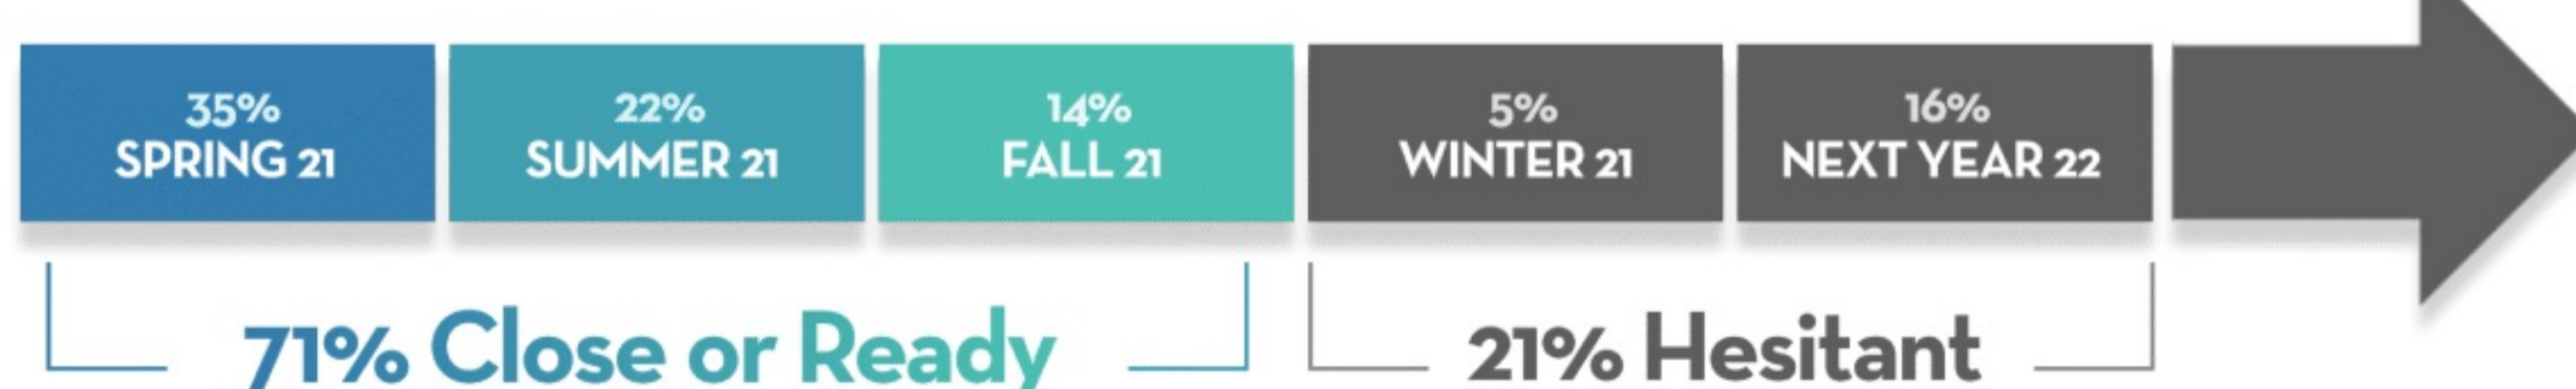 35%
SPRING 21
22%
SUMMER 21
14%
FALL 21
5%
WINTER 21
16%
NEXT YEAR 22
71% Close or Ready
21% Hesitant